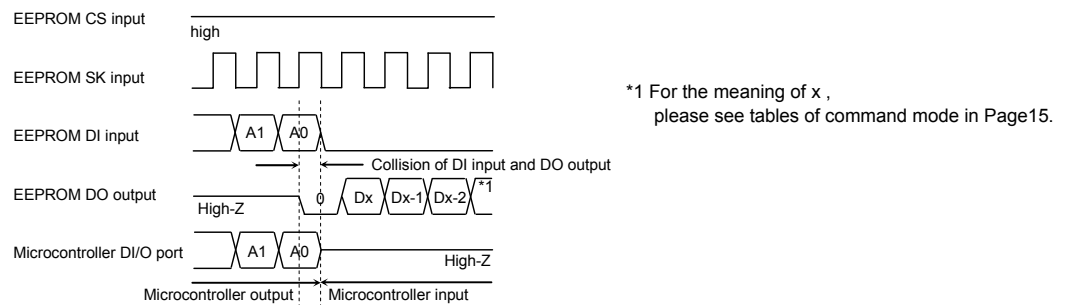 EEPROM CS input
high
EEPROM SK input
*1 For the meaning of x ,
please see tables of command mode in Page15.
EEPROM DI input
A1 A0
Collision of DI input and DO output
EEPROM DO output
High-Z
0 Dx Dx-1 Dx-2 *1
Microcontroller DI/O port
A1 A0
High-Z
Microcontroller output Microcontroller input